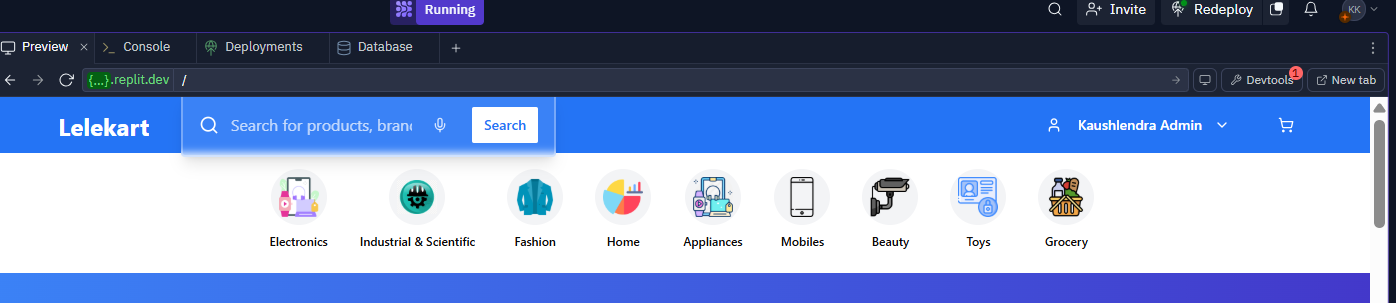 Running
Invite
Redeploy
KK
Preview
Console
Deployments
Database
{...}.replit.dev /
Devtools 1
New tab
Lelekart
Search for products, branc
Search
Kaushlendra Admin
Electronics
Industrial & Scientific
Fashion
Home
Appliances
Mobiles
Beauty
Toys
Grocery